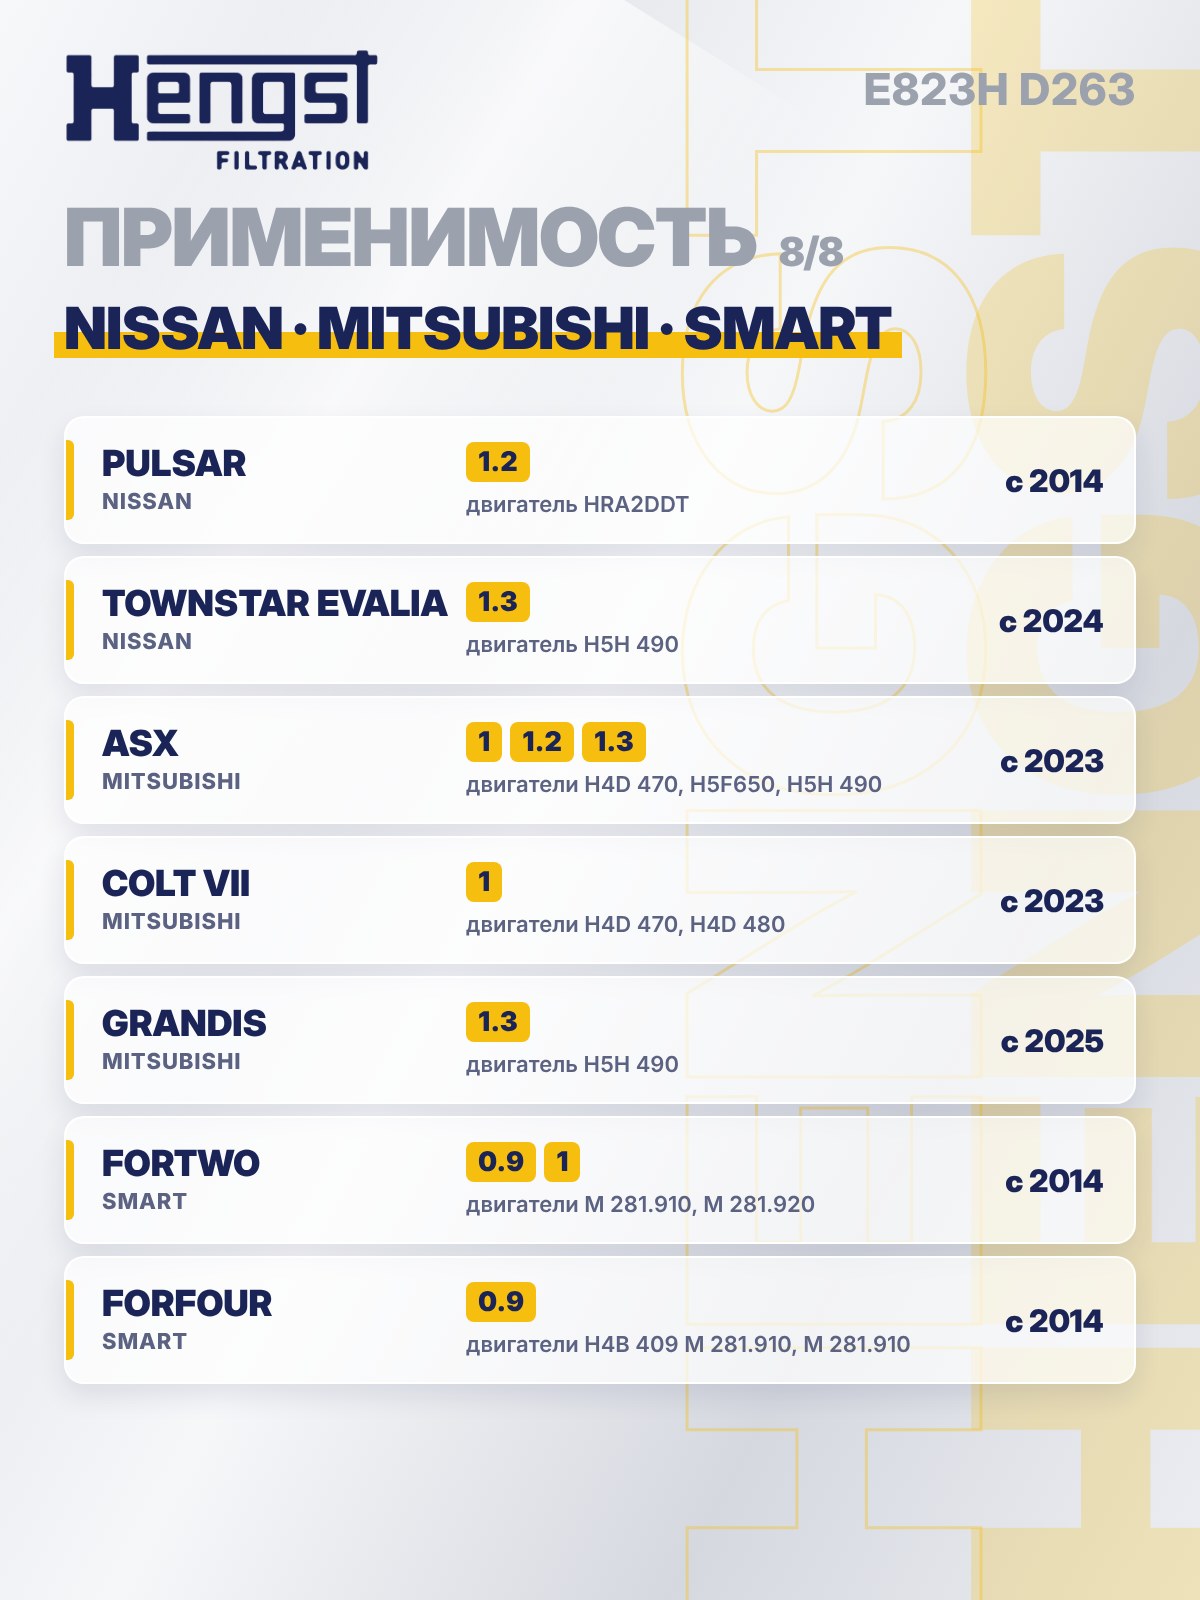 Hengst
FILTRATION
E823H D263
ПРИМЕНИМОСТЬ 8/8
NISSAN · MITSUBISHI · SMART
PULSAR
NISSAN
1.2
двигатель HRA2DDT
с 2014
TOWNSTAR EVALIA
NISSAN
1.3
двигатель H5H 490
с 2024
ASX
MITSUBISHI
1 1.2 1.3
двигатели H4D 470, H5F650, H5H 490
с 2023
COLT VII
MITSUBISHI
1
двигатели H4D 470, H4D 480
с 2023
GRANDIS
MITSUBISHI
1.3
двигатель H5H 490
с 2025
FORTWO
SMART
0.9 1
двигатели M 281.910, M 281.920
с 2014
FORFOUR
SMART
0.9
двигатели H4B 409 M 281.910, M 281.910
с 2014
HENGST
HENGST